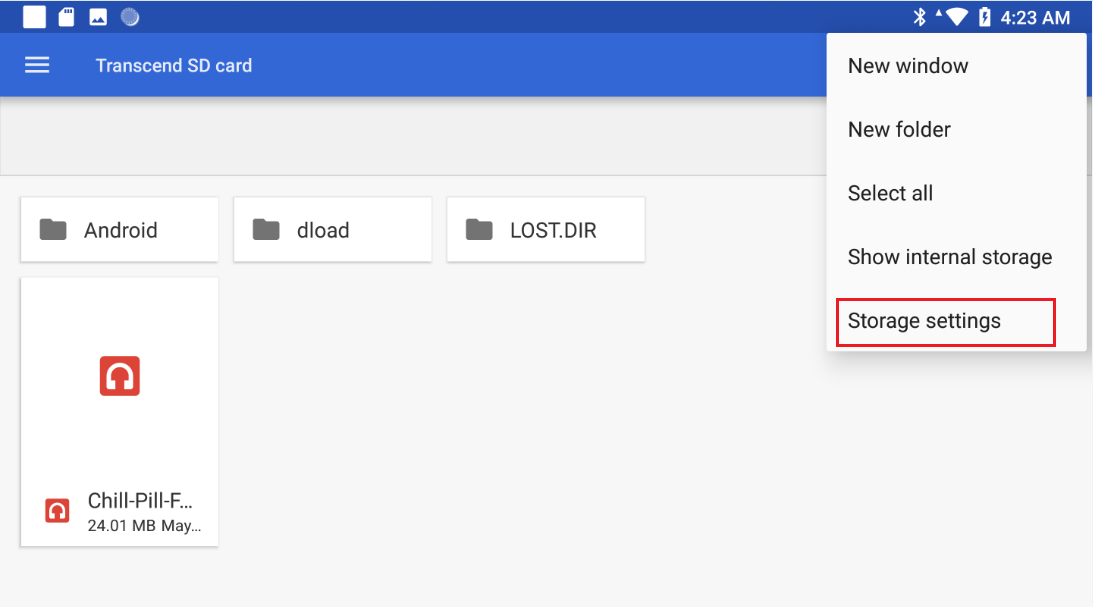 4:23 AM
Transcend SD card
New window
New folder
Select all
Show internal storage
Storage settings
Android
dload
LOST.DIR
Chill-Pill-F...
24.01 MB May...